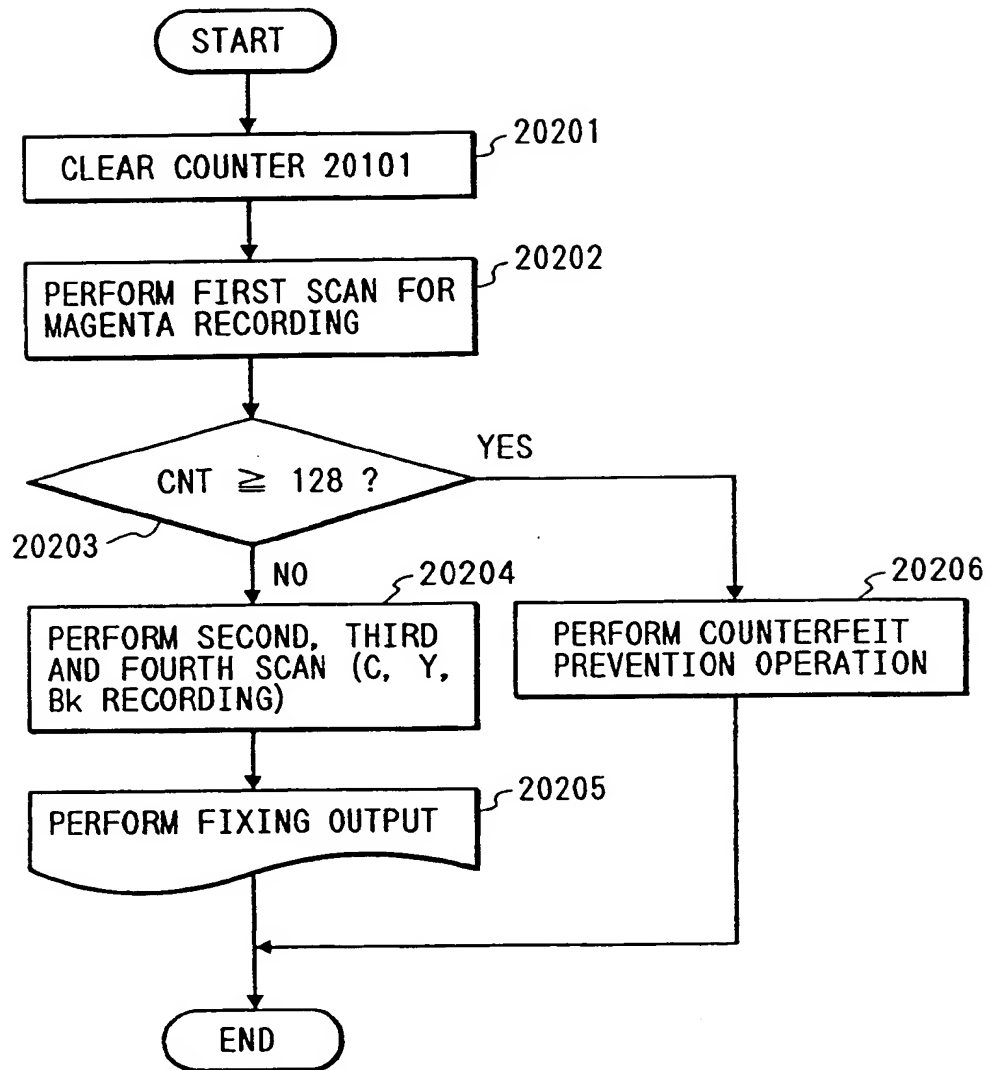 START
20201
CLEAR COUNTER 20101
20202
PERFORM FIRST SCAN FOR
MAGENTA RECORDING
YES
CNT ≧ 128 ?
20203
NO
20204
20206
PERFORM SECOND, THIRD
AND FOURTH SCAN (C, Y,
Bk RECORDING)
PERFORM COUNTERFEIT
PREVENTION OPERATION
20205
PERFORM FIXING OUTPUT
END